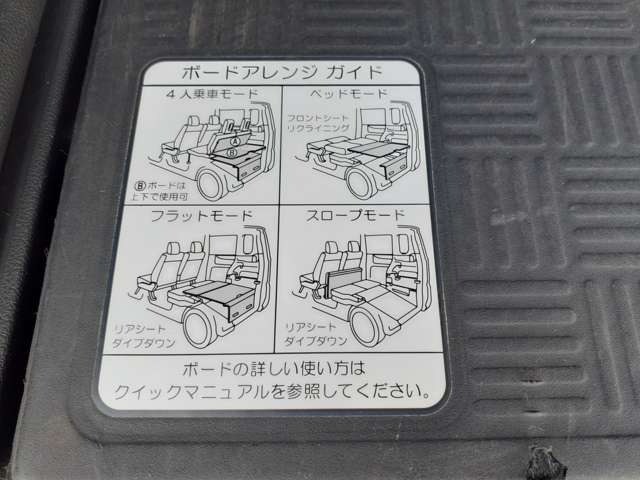 ボードアレンジ ガイド
4人乗車モード
Ⓐ
Ⓑ
Ⓑボードは
上下で使用可
ベッドモード
フロントシート
リクライニング
フラットモード
リアシート
ダイブダウン
スロープモード
リアシート
ダイブダウン
ボードの詳しい使い方は
クイックマニュアルを参照してください。